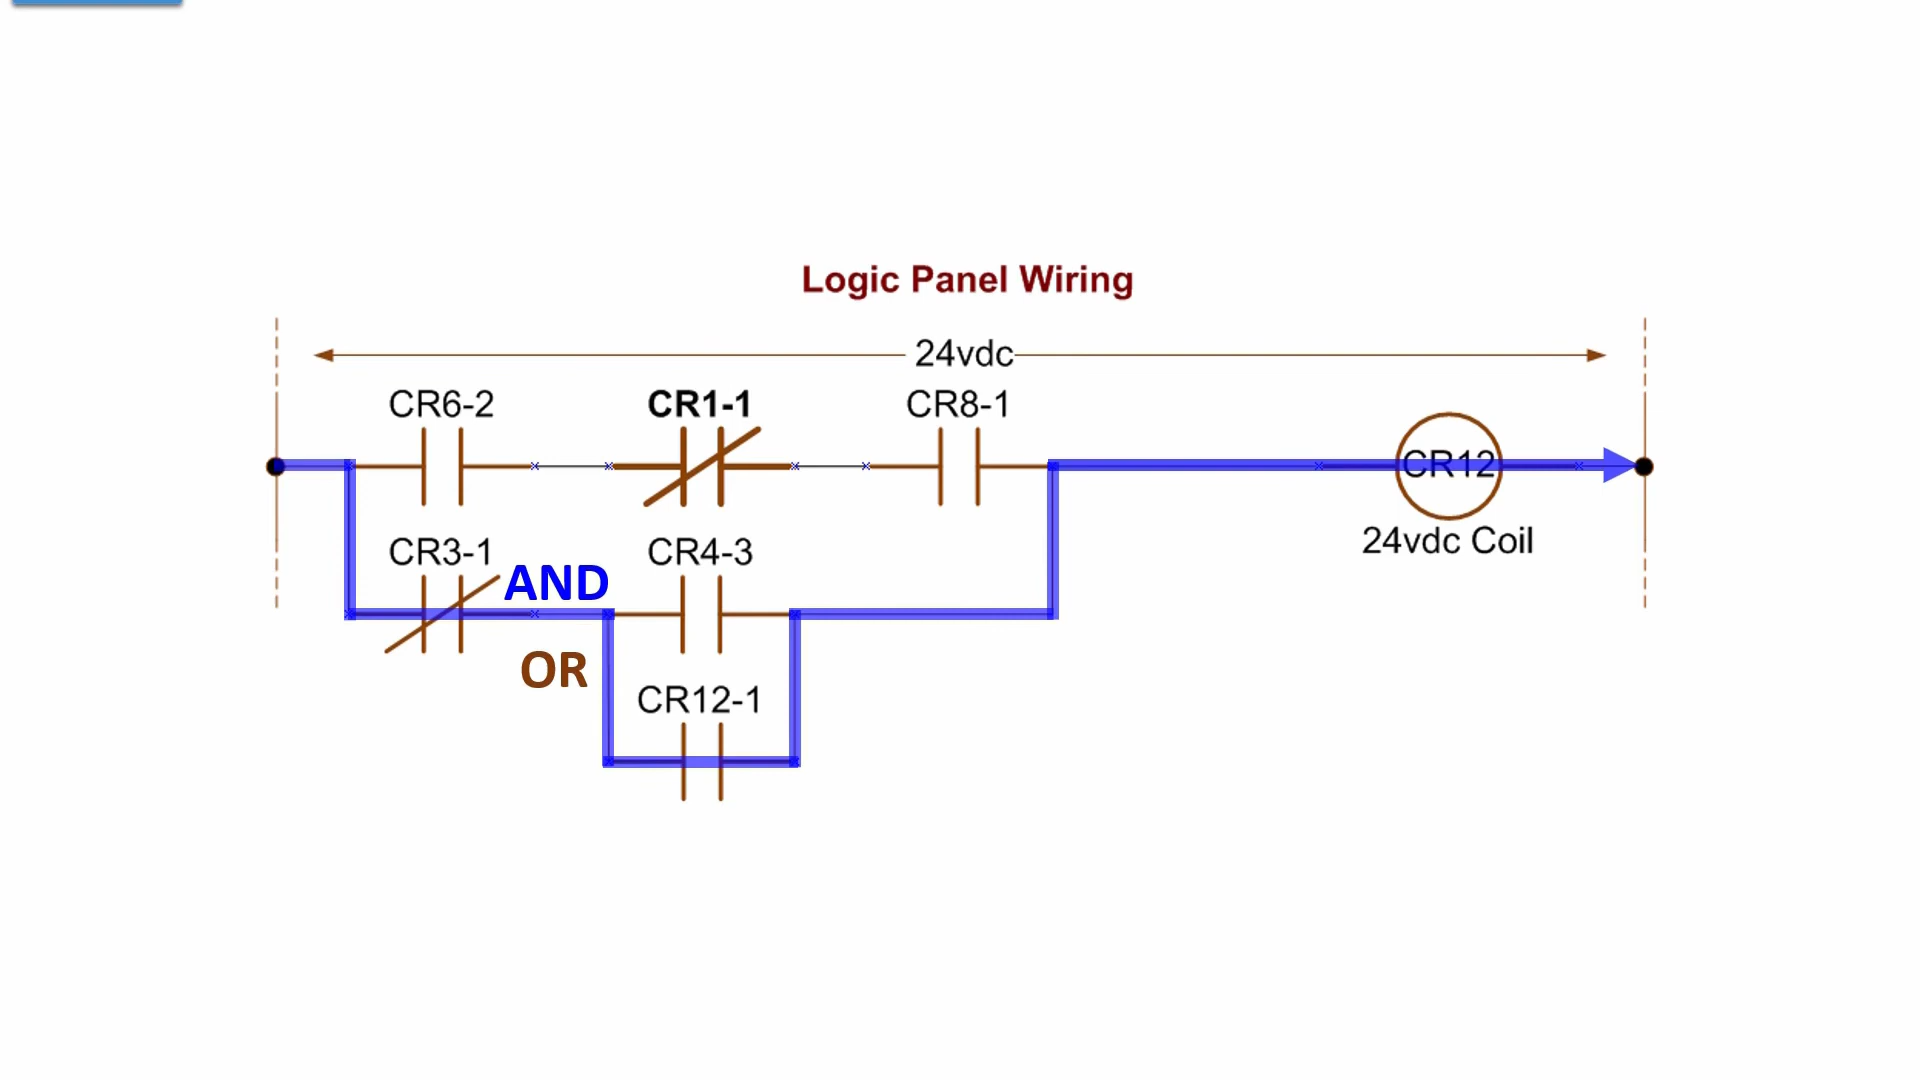 Logic Panel Wiring
24vdc
CR6-2
CR1-1
CR8-1
CR12
24vdc Coil
CR3-1
AND
CR4-3
OR
CR12-1